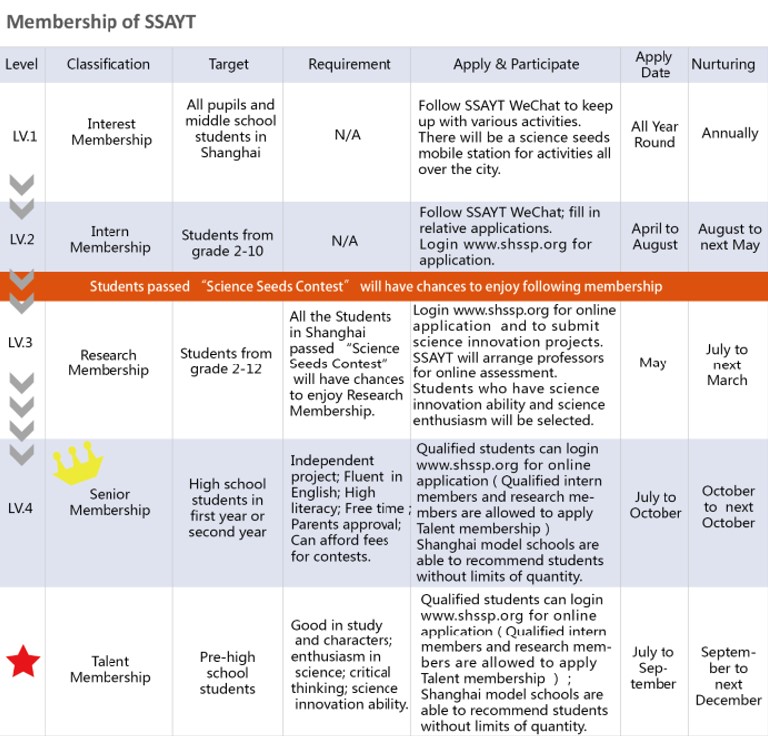 Membership of SSAYT
Level
Classification
Target
Requirement
Apply & Participate
Apply
Date
Nurturing
LV.1
Interest
Membership
All pupils and
middle school
students in
Shanghai
N/A
Follow SSAYT WeChat to keep
up with various activities.
There will be a science seeds
mobile station for activities all
over the city.
All Year
Round
Annually
LV.2
Intern
Membership
Students from
grade 2-10
N/A
Follow SSAYT WeChat; fill in
relative applications.
Login www.shssp.org for
application.
April to
August
August to
next May
Students passed “Science Seeds Contest” will have chances to enjoy following membership
LV.3
Research
Membership
Students from
grade 2-12
All the Students
in Shanghai
passed “Science
Seeds Contest”
will have chances
to enjoy Research
Membership.
Login www.shssp.org for online
application and to submit
science innovation projects.
SSAYT will arrange professors
for online assessment.
Students who have science
innovation ability and science
enthusiasm will be selected.
May
July to
next
March
LV.4
Senior
Membership
High school
students in
first year or
second year
Independent
project; Fluent in
English; High
literacy; Free time ;
Parents approval;
Can afford fees
for contests.
Qualified students can login
www.shssp.org for online
application ( Qualified intern
members and research me-
mbers are allowed to apply
Talent membership )
Shanghai model schools are
able to recommend students
without limits of quantity.
July to
October
October
to next
October
Talent
Membership
Pre-high
school
students
Good in study
and characters;
enthusiasm in
science; critical
thinking; science
innovation ability.
Qualified students can login
www.shssp.org for online
application ( Qualified intern
members and research mem-
bers are allowed to apply
Talent membership ) ;
Shanghai model schools are
able to recommend students
without limits of quantity.
July to
Sep-
tember
Septem-
ber to
next
December